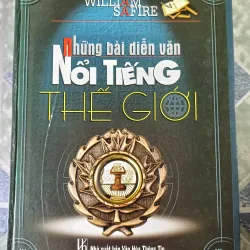 WILLIAM
SAFIRE
Những bài diễn văn
NỔI TIẾNG
THẾ GIỚI
Nhà xuất bản Văn Hóa Thông Tin